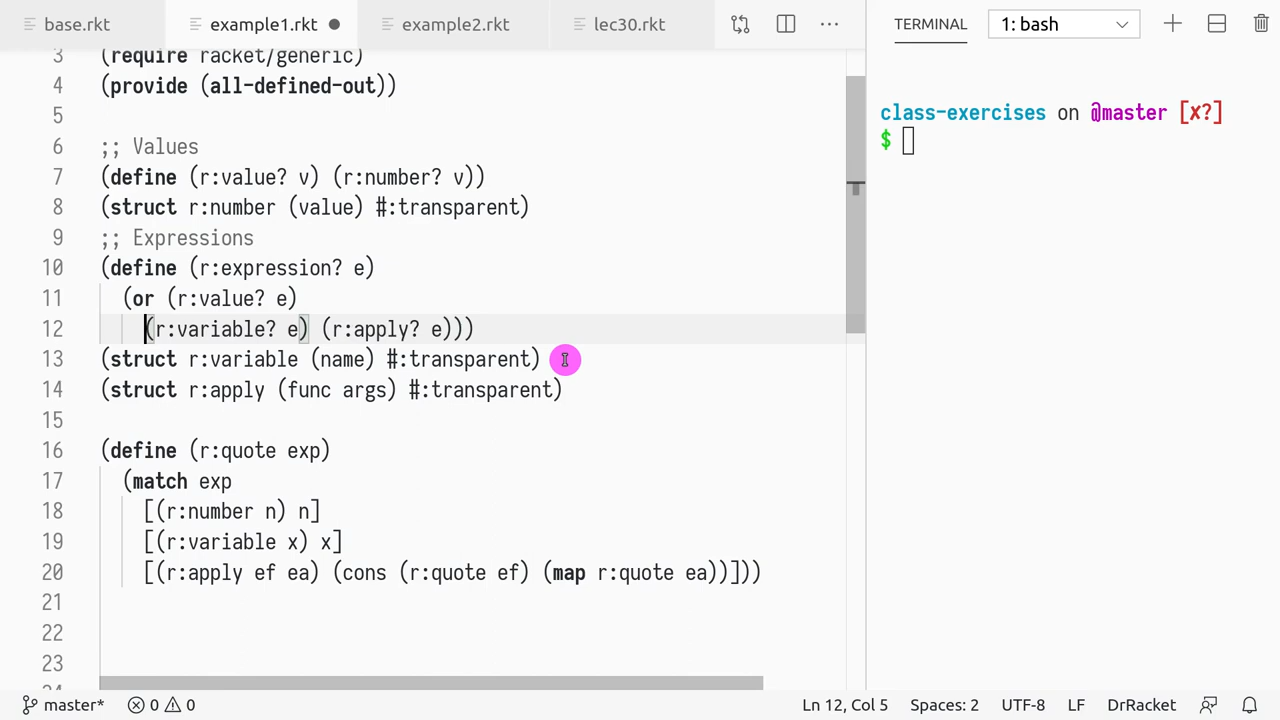 base.rkt example1.rkt example2.rkt lec30.rkt ··· TERMINAL 1: bash
3 (require racket/generic)
4 (provide (all-defined-out))
5
6 ;; Values
7 (define (r:value? v) (r:number? v))
8 (struct r:number (value) #:transparent)
9 ;; Expressions
10 (define (r:expression? e)
11 (or (r:value? e)
12 (r:variable? e) (r:apply? e)))
13 (struct r:variable (name) #:transparent)
14 (struct r:apply (func args) #:transparent)
15
16 (define (r:quote exp)
17 (match exp
18 [(r:number n) n]
19 [(r:variable x) x]
20 [(r:apply ef ea) (cons (r:quote ef) (map r:quote ea))]))
21
22
23
class-exercises on @master [✗?]
$
master* 0 0 Ln 12, Col 5 Spaces: 2 UTF-8 LF DrRacket